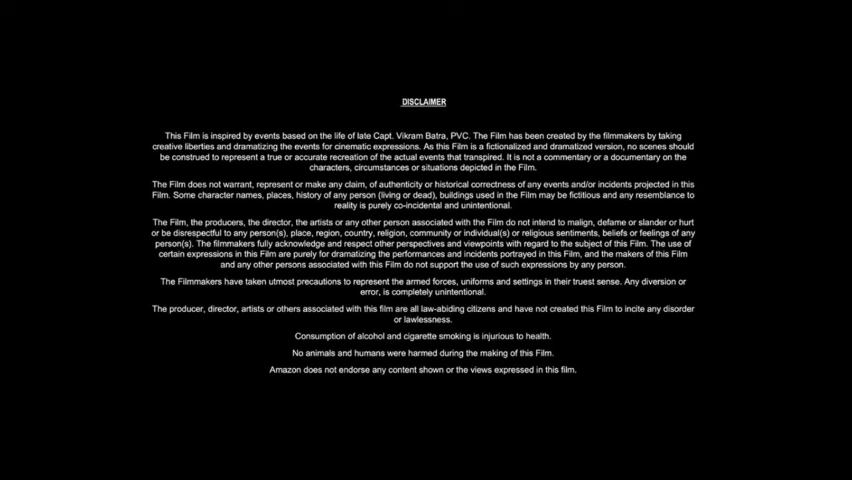 DISCLAIMER
This Film is inspired by events based on the life of late Capt. Vikram Batra, PVC. The Film has been created by the filmmakers by taking
creative liberties and dramatizing the events for cinematic expressions. As this Film is a fictionalized and dramatized version, no scenes should
be construed to represent a true or accurate recreation of the actual events that transpired. It is not a commentary or a documentary on the
characters, circumstances or situations depicted in the Film.
The Film does not warrant, represent or make any claim, of authenticity or historical correctness of any events and/or incidents projected in this
Film. Some character names, places, history of any person (living or dead), buildings used in the Film may be fictitious and any resemblance to
reality is purely co-incidental and unintentional.
The Film, the producers, the director, the artists or any other person associated with the Film do not intend to malign, defame or slander or hurt
or be disrespectful to any person(s), place, region, country, religion, community or individual(s) or religious sentiments, beliefs or feelings of any
person(s). The filmmakers fully acknowledge and respect other perspectives and viewpoints with regard to the subject of this Film. The use of
certain expressions in this Film are purely for dramatizing the performances and incidents portrayed in this Film, and the makers of this Film
and any other persons associated with this Film do not support the use of such expressions by any person.
The Filmmakers have taken utmost precautions to represent the armed forces, uniforms and settings in their truest sense. Any diversion or
error, is completely unintentional.
The producer, director, artists or others associated with this film are all law-abiding citizens and have not created this Film to incite any disorder
or lawlessness.
Consumption of alcohol and cigarette smoking is injurious to health.
No animals and humans were harmed during the making of this Film.
Amazon does not endorse any content shown or the views expressed in this film.